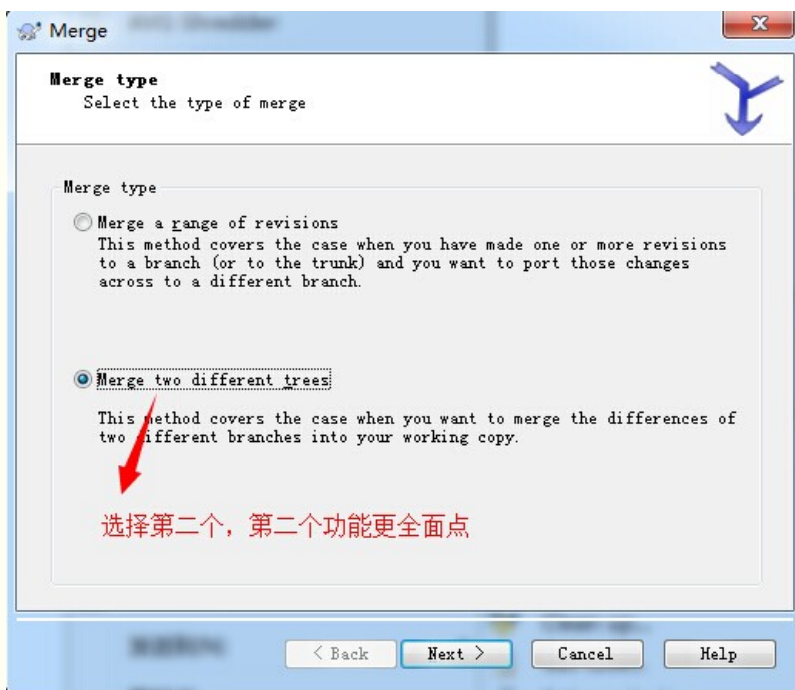 Merge
Merge type
Select the type of merge
Merge type
Merge a range of revisions
This method covers the case when you have made one or more revisions
to a branch (or to the trunk) and you want to port those changes
across to a different branch.
Merge two different trees
This method covers the case when you want to merge the differences of
two different branches into your working copy.
选择第二个，第二个功能更全面点
< Back
Next >
Cancel
Help